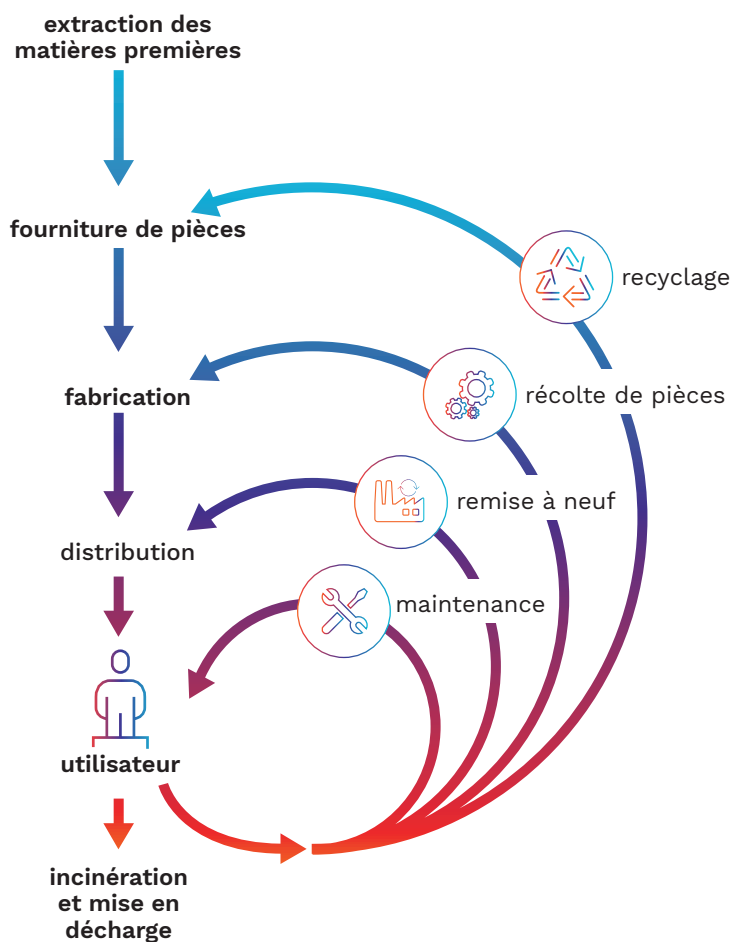 extraction des
matières premières
fourniture de pièces
recyclage
fabrication
récolte de pièces
remise à neuf
distribution
maintenance
utilisateur
incinération
et mise en
décharge